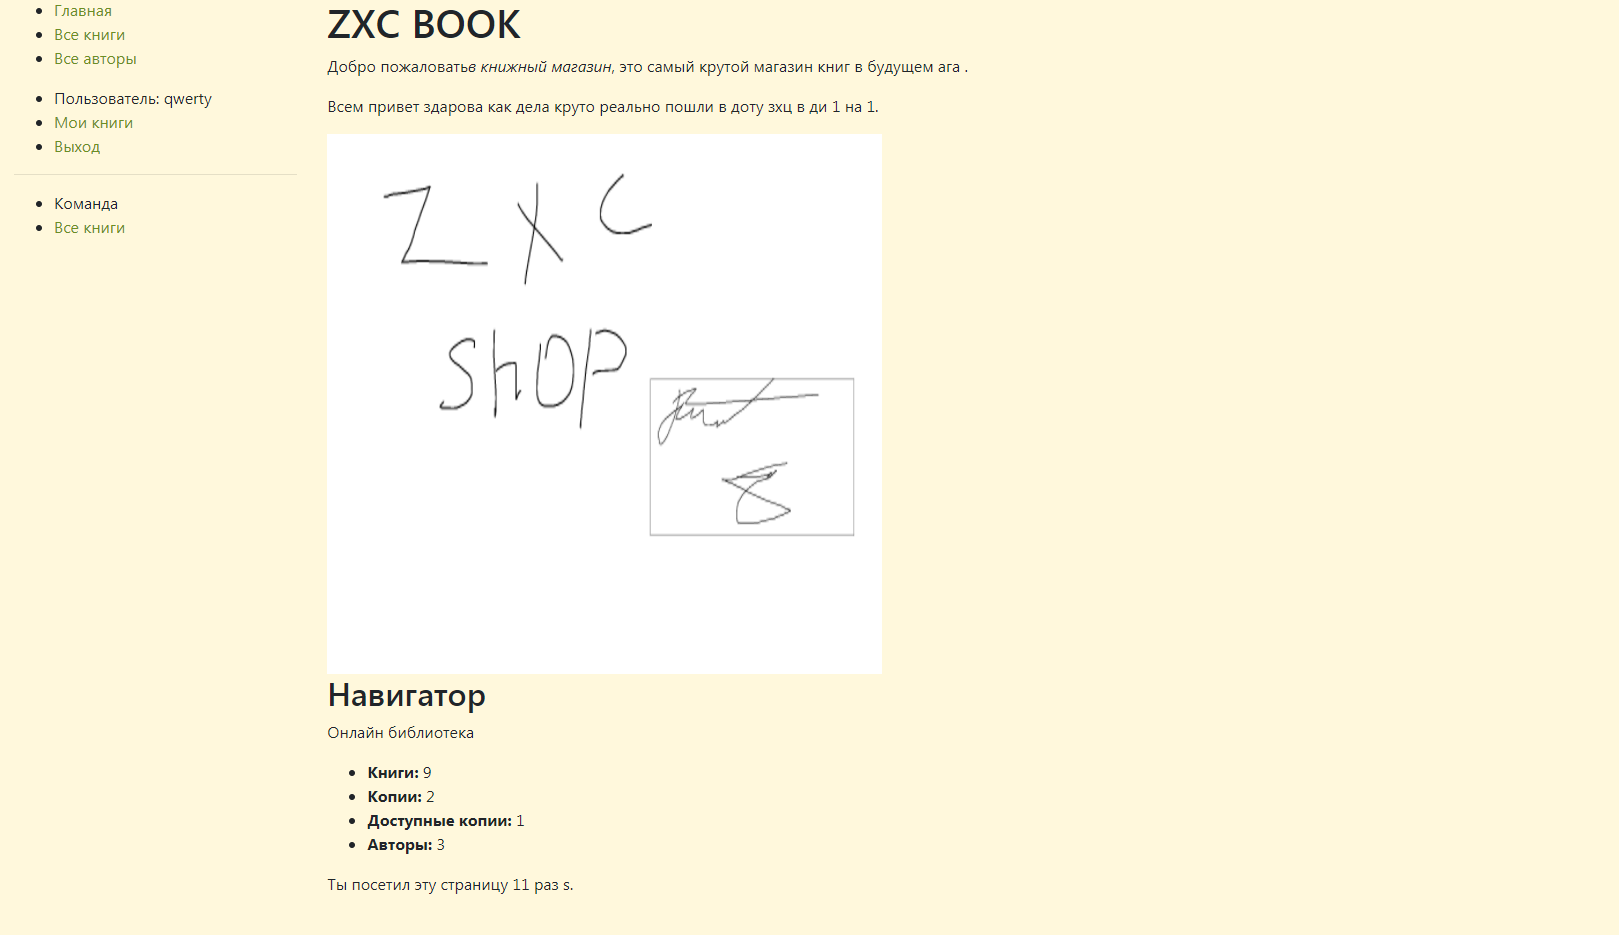 Главная
Все книги
Все авторы
Пользователь: qwerty
Мои книги
Выход
Команда
Все книги
ZXC BOOK
Добро пожаловатьв книжный магазин, это самый крутой магазин книг в будущем ага .
Всем привет здарова как дела круто реально пошли в доту зхц в ди 1 на 1.
Z X C
ShOP
8
Навигатор
Онлайн библиотека
Книги: 9
Копии: 2
Доступные копии: 1
Авторы: 3
Ты посетил эту страницу 11 раз s.